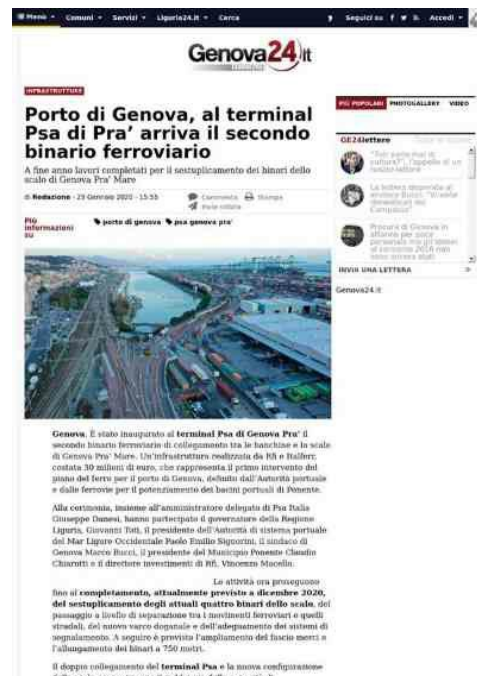 Menù Comuni Servizi Liguria24.it Cerca Seguici su Accedi
Genova24.it
INFRASTRUTTURE
Porto di Genova, al terminal
Psa di Pra’ arriva il secondo
binario ferroviario
A fine anno lavori completati per il sestuplicamento dei binari dello
scalo di Genova Pra’ Mare
di Redazione - 23 Gennaio 2020 - 15:55
Commenta Stampa
Invia notizia
Più
informazioni
su
porto di genova psa genova pra'
PIÙ POPOLARI PHOTOGALLERY VIDEO
GE24lettere
INVIA UNA LETTERA
Genova24.it
Genova. È stato inaugurato al terminal Psa di Genova Pra’ il
secondo binario ferroviario di collegamento tra le banchine e lo scalo
di Genova Pra’ Mare. Un’infrastruttura realizzata da Rfi e Italferr,
costata 30 milioni di euro, che rappresenta il primo intervento del
piano del ferro per il porto di Genova, definito dall’Autorità portuale
e dalle ferrovie per il potenziamento dei bacini portuali di Ponente.
Alla cerimonia, insieme all’amministratore delegato di Psa Italia
Giuseppe Danesi, hanno partecipato il governatore della Regione
Liguria, Giovanni Toti, il presidente dell’Autorità di sistema portuale
del Mar Ligure Occidentale Paolo Emilio Signorini, il sindaco di
Genova Marco Bucci, il presidente del Municipio Ponente Claudio
Chiarotti e il direttore investimenti di Rfi, Vincenzo Macello.
Le attività ora proseguono
fino al completamento, attualmente previsto a dicembre 2020,
del sestuplicamento degli attuali quattro binari dello scalo, del
passaggio a livello di separazione tra i movimenti ferroviari e quelli
stradali, del nuovo varco doganale e dell’adeguamento dei sistemi di
segnalamento. A seguire è previsto l’ampliamento del fascio merci e
l’allungamento dei binari a 750 metri.
Il doppio collegamento del terminal Psa e la nuova configurazione